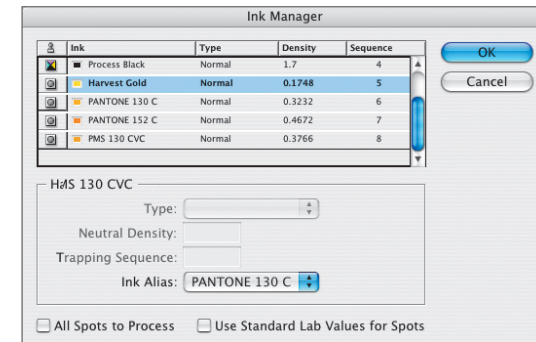 Ink Manager
Ink Type Density Sequence
Process Black Normal 1.7 4
Harvest Gold Normal 0.1748 5
PANTONE 130 C Normal 0.3232 6
PANTONE 152 C Normal 0.4672 7
PMS 130 CVC Normal 0.3766 8
OK
Cancel
130 CVC
Type:
Neutral Density:
Trapping Sequence:
Ink Alias: PANTONE 130 C
All Spots to Process Use Standard Lab Values for Spots